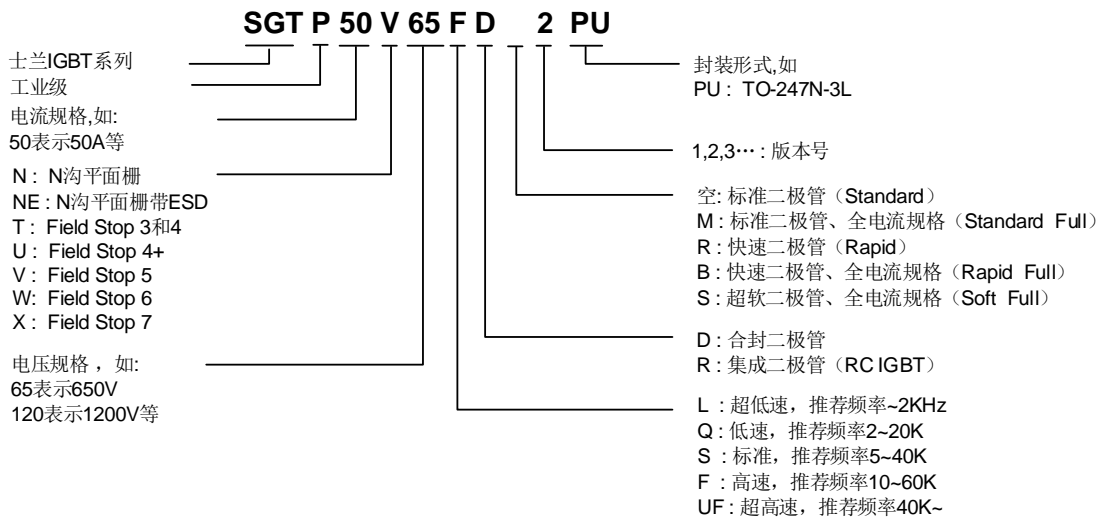 SGT P 50 V 65 F D 2 PU
士兰IGBT系列
工业级
电流规格,如:
50表示50A等
N : N沟平面栅
NE : N沟平面栅带ESD
T : Field Stop 3和4
U : Field Stop 4+
V : Field Stop 5
W: Field Stop 6
X : Field Stop 7
电压规格 ，如:
65表示650V
120表示1200V等
封装形式,如
PU : TO-247N-3L
1,2,3… : 版本号
空: 标准二极管（Standard）
M : 标准二极管、全电流规格（Standard Full）
R : 快速二极管（Rapid）
B : 快速二极管、全电流规格（Rapid Full）
S : 超软二极管、全电流规格（Soft Full）
D : 合封二极管
R : 集成二极管（RC IGBT）
L : 超低速，推荐频率~2KHz
Q : 低速，推荐频率2~20K
S : 标准，推荐频率5~40K
F : 高速，推荐频率10~60K
UF : 超高速，推荐频率40K~